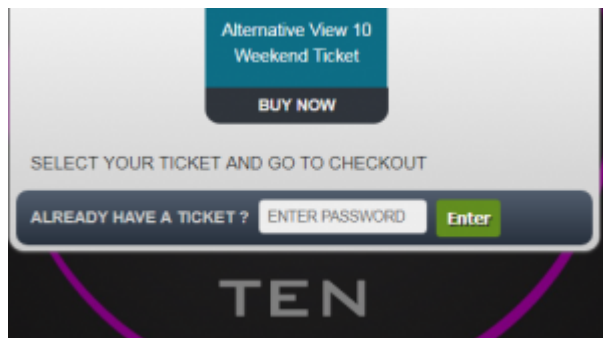 Alternative View 10
Weekend Ticket
BUY NOW
SELECT YOUR TICKET AND GO TO CHECKOUT
ALREADY HAVE A TICKET ? ENTER PASSWORD Enter
TEN